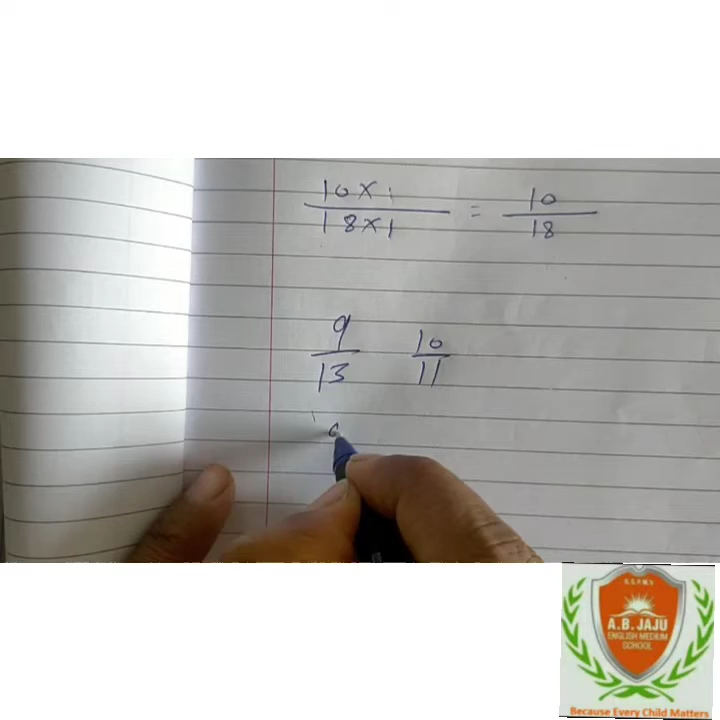 10 x 1 / 18 x 1 = 10 / 18
9 / 13 10 / 11
A.B. JAJU
ENGLISH MEDIUM
SCHOOL
Because Every Child Matters